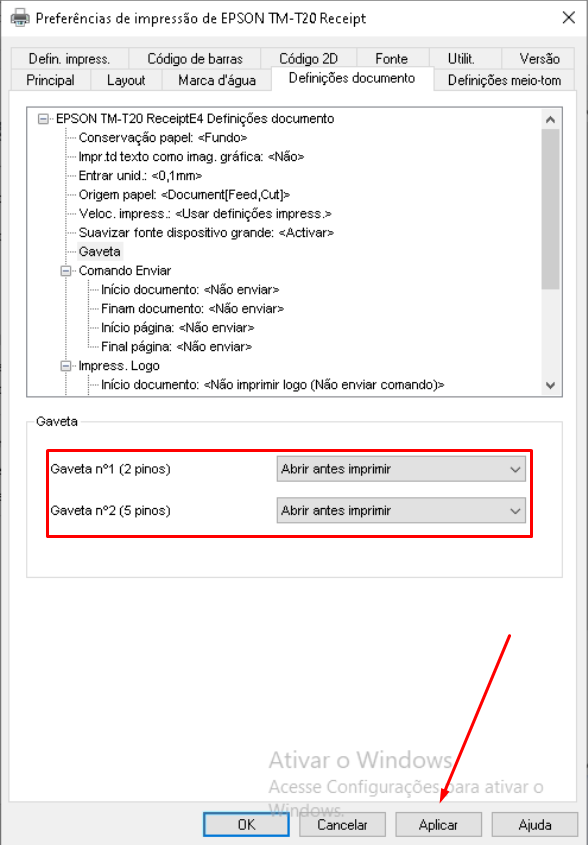 Preferências de impressão de EPSON TM-T20 Receipt
Defin. impress. Código de barras Código 2D Fonte Utilit. Versão
Principal Layout Marca d'água Definições documento Definições meio-tom
EPSON TM-T20 ReceiptE4 Definições documento
Conservação papel: <Fundo>
Impr.td texto como imag. gráfica: <Não>
Entrar unid.: <0,1mm>
Origem papel: <Document[Feed,Cut]>
Veloc. impress.: <Usar definições impress.>
Suavizar fonte dispositivo grande: <Activar>
Gaveta
Comando Enviar
Início documento: <Não enviar>
Finam documento: <Não enviar>
Início página: <Não enviar>
Final página: <Não enviar>
Impress. Logo
Início documento: <Não imprimir logo (Não enviar comando)>
Gaveta
Gaveta nº1 (2 pinos) Abrir antes imprimir
Gaveta nº2 (5 pinos) Abrir antes imprimir
Ativar o Windows
Acesse Configurações para ativar o
Windows.
OK Cancelar Aplicar Ajuda